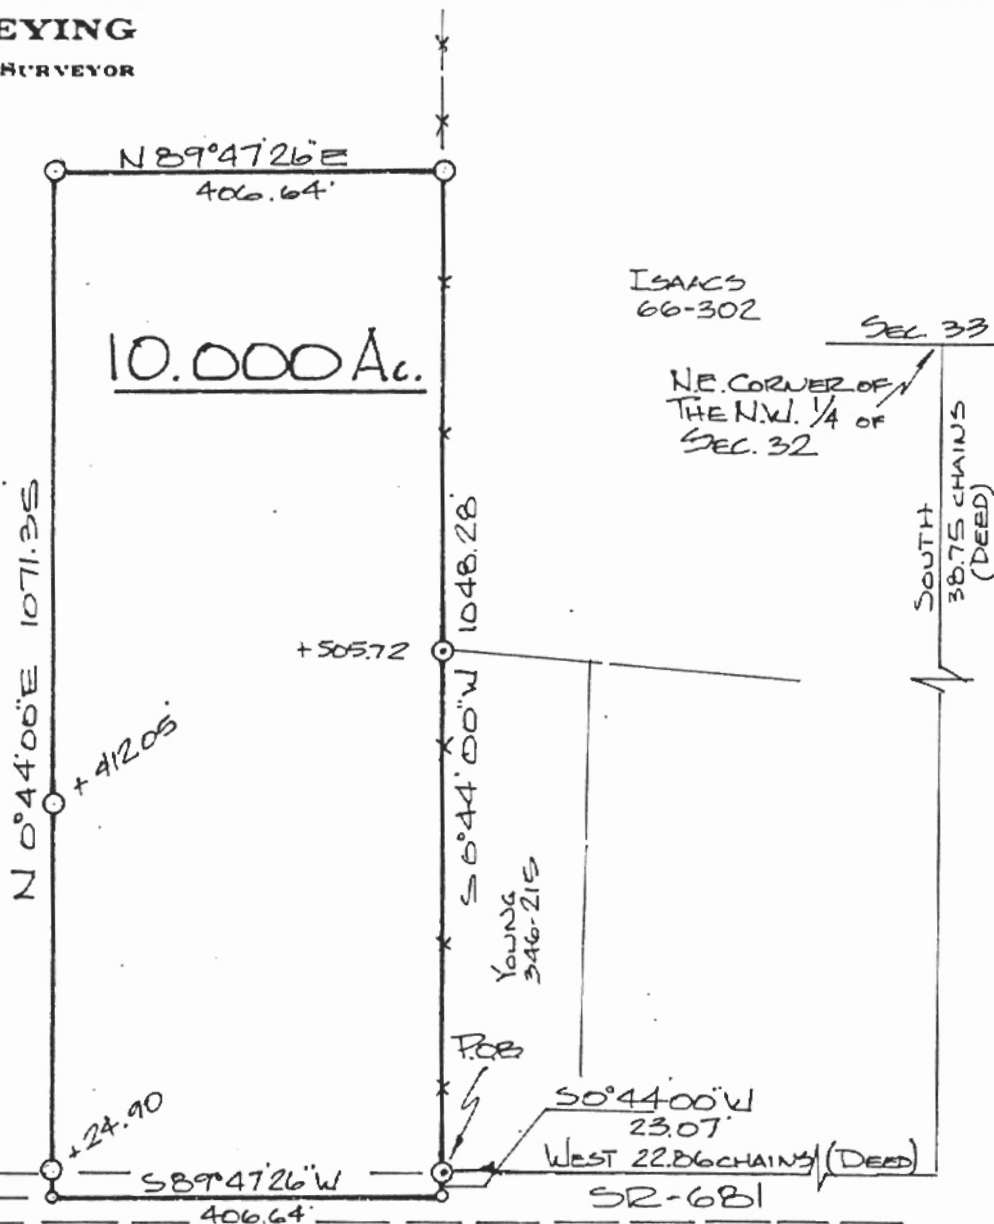 EYING
SURVEYOR
N 89°47'26"E
406.64'
10.000 Ac.
ISAACS
66-302
SEC. 33
N.E. CORNER OF
THE N.W. 1/4 OF
SEC. 32
SOUTH
38.75 CHAINS
(DEED)
N 0°44'00"E 1071.35
S 0°44'00"W 1048.28'
+505.72
+412.05'
YOUNG
346-215
P.O.B
+24.90
S0°44'00"W
23.07'
WEST 22.86 CHAINS (DEED)
S89°47'26"W
406.64'
SR-681